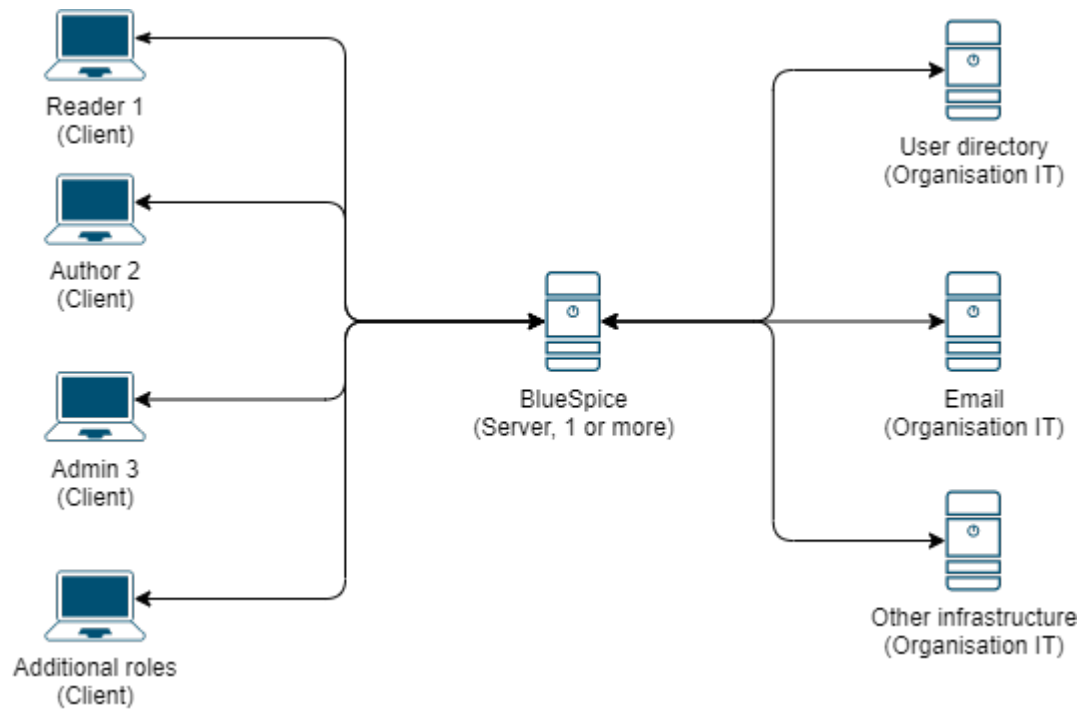 Reader 1
(Client)
Author 2
(Client)
Admin 3
(Client)
Additional roles
(Client)
BlueSpice
(Server, 1 or more)
User directory
(Organisation IT)
Email
(Organisation IT)
Other infrastructure
(Organisation IT)